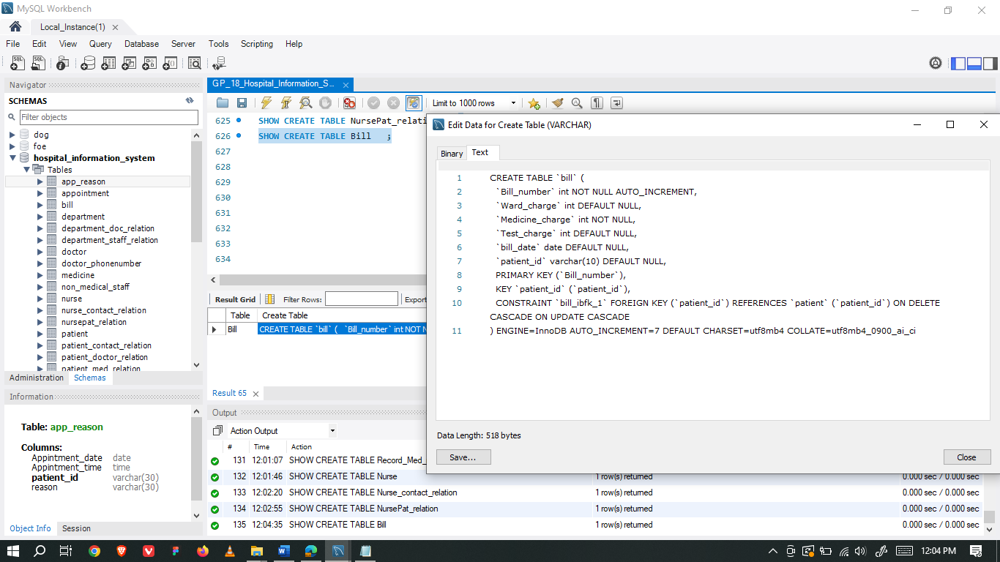 MySQL Workbench
Local_Instance(1)
File Edit View Query Database Server Tools Scripting Help
Navigator
SCHEMAS
Filter objects
dog
foe
hospital_information_system
Tables
app_reason
appointment
bill
department
department_doc_relation
department_staff_relation
doctor
doctor_phonenumber
medicine
non_medical_staff
nurse
nurse_contact_relation
nursepat_relation
patient
patient_contact_relation
patient_doctor_relation
patient_med_relation
Administration Schemas
Information
Table: app_reason
Columns:
Appintment_date date
Appintment_time time
patient_id varchar(30)
reason varchar(30)
Object Info Session
GP_18_Hospital_Information_S...
Limit to 1000 rows
625 SHOW CREATE TABLE NursePat_relati
626 SHOW CREATE TABLE Bill ;
627
628
629
630
631
632
633
634
Result Grid Filter Rows: Export
Table Create Table
Bill CREATE TABLE `bill` ( `Bill_number` int NOT N
Result 65
Output
Action Output
# Time Action
131 12:01:07 SHOW CREATE TABLE Record_Med_
132 12:01:46 SHOW CREATE TABLE Nurse 1 row(s) returned 0.000 sec / 0.000 sec
133 12:02:20 SHOW CREATE TABLE Nurse_contact_relation 1 row(s) returned 0.000 sec / 0.000 sec
134 12:02:55 SHOW CREATE TABLE NursePat_relation 1 row(s) returned 0.000 sec / 0.000 sec
135 12:04:35 SHOW CREATE TABLE Bill 1 row(s) returned 0.000 sec / 0.000 sec
Edit Data for Create Table (VARCHAR)
Binary Text
1 CREATE TABLE `bill` (
2 `Bill_number` int NOT NULL AUTO_INCREMENT,
3 `Ward_charge` int DEFAULT NULL,
4 `Medicine_charge` int NOT NULL,
5 `Test_charge` int DEFAULT NULL,
6 `bill_date` date DEFAULT NULL,
7 `patient_id` varchar(10) DEFAULT NULL,
8 PRIMARY KEY (`Bill_number`),
9 KEY `patient_id` (`patient_id`),
10 CONSTRAINT `bill_ibfk_1` FOREIGN KEY (`patient_id`) REFERENCES `patient` (`patient_id`) ON DELETE
CASCADE ON UPDATE CASCADE
11 ) ENGINE=InnoDB AUTO_INCREMENT=7 DEFAULT CHARSET=utf8mb4 COLLATE=utf8mb4_0900_ai_ci
Data Length: 518 bytes
Save... Close
12:04 PM